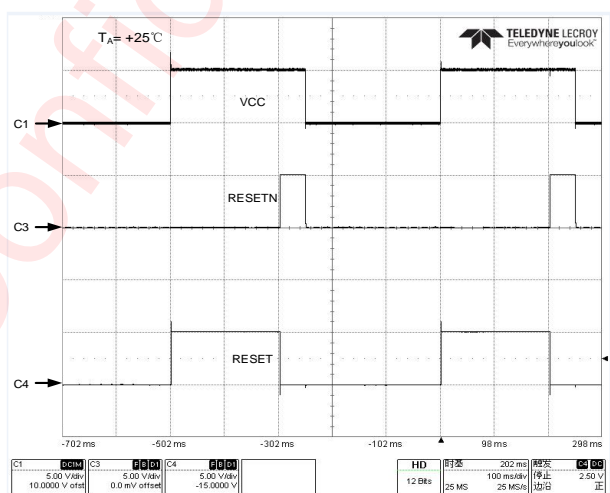 TELEDYNE LECROY
Everywhereyoulook™
TA= +25℃
VCC
C1
RESETN
C3
RESET
C4
-702 ms
-502 ms
-302 ms
-102 ms
98 ms
298 ms
C1 DC1M
5.00 V/div
10.0000 V ofst
C3 F B D1
5.00 V/div
0.0 mV offset
C4 F B D1
5.00 V/div
-15.0000 V
HD
12 Bits
时基 202 ms
100 ms/div
25 MS 25 MS/s
触发 C4 DC
停止 2.50 V
边沿 正
onfic